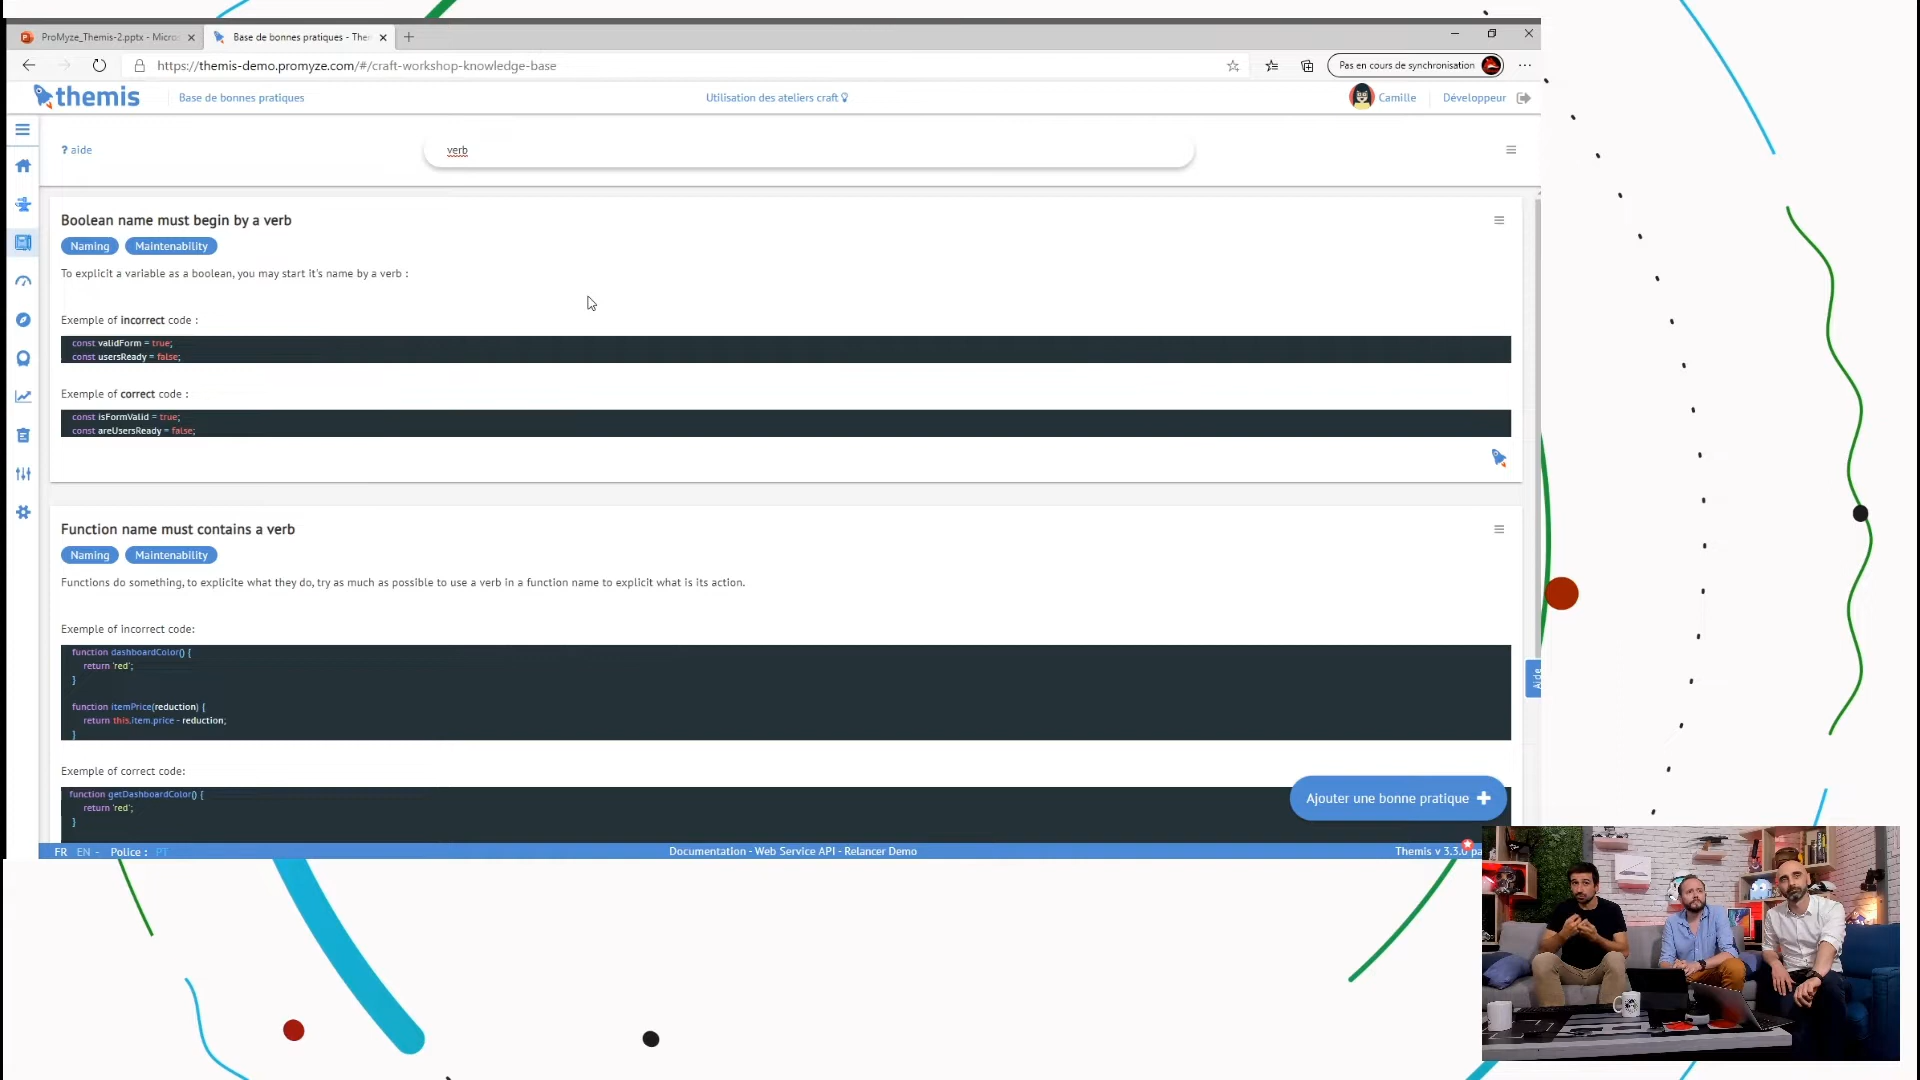 ProMyze_Themis-2.pptx - Micro
Base de bonnes pratiques - The
https://themis-demo.promyze.com/#/craft-workshop-knowledge-base
Pas en cours de synchronisation
themis
Base de bonnes pratiques
Utilisation des ateliers craft
Camille
Développeur
? aide
verb
Boolean name must begin by a verb
Naming Maintenability
To explicit a variable as a boolean, you may start it's name by a verb :
Exemple of incorrect code :
const validForm = true;
const usersReady = false;
Exemple of correct code :
const isFormValid = true;
const areUsersReady = false;
Function name must contains a verb
Naming Maintenability
Functions do something, to explicite what they do, try as much as possible to use a verb in a function name to explicit what is its action.
Exemple of incorrect code:
function dashboardColor() {
return 'red';
}
function itemPrice(reduction) {
return this.item.price - reduction;
}
Aide
Exemple of correct code:
function getDashboardColor() {
return 'red';
}
Ajouter une bonne pratique +
FR EN - Police : PT
Documentation - Web Service API - Relancer Demo
Themis v 3.3.0 pa